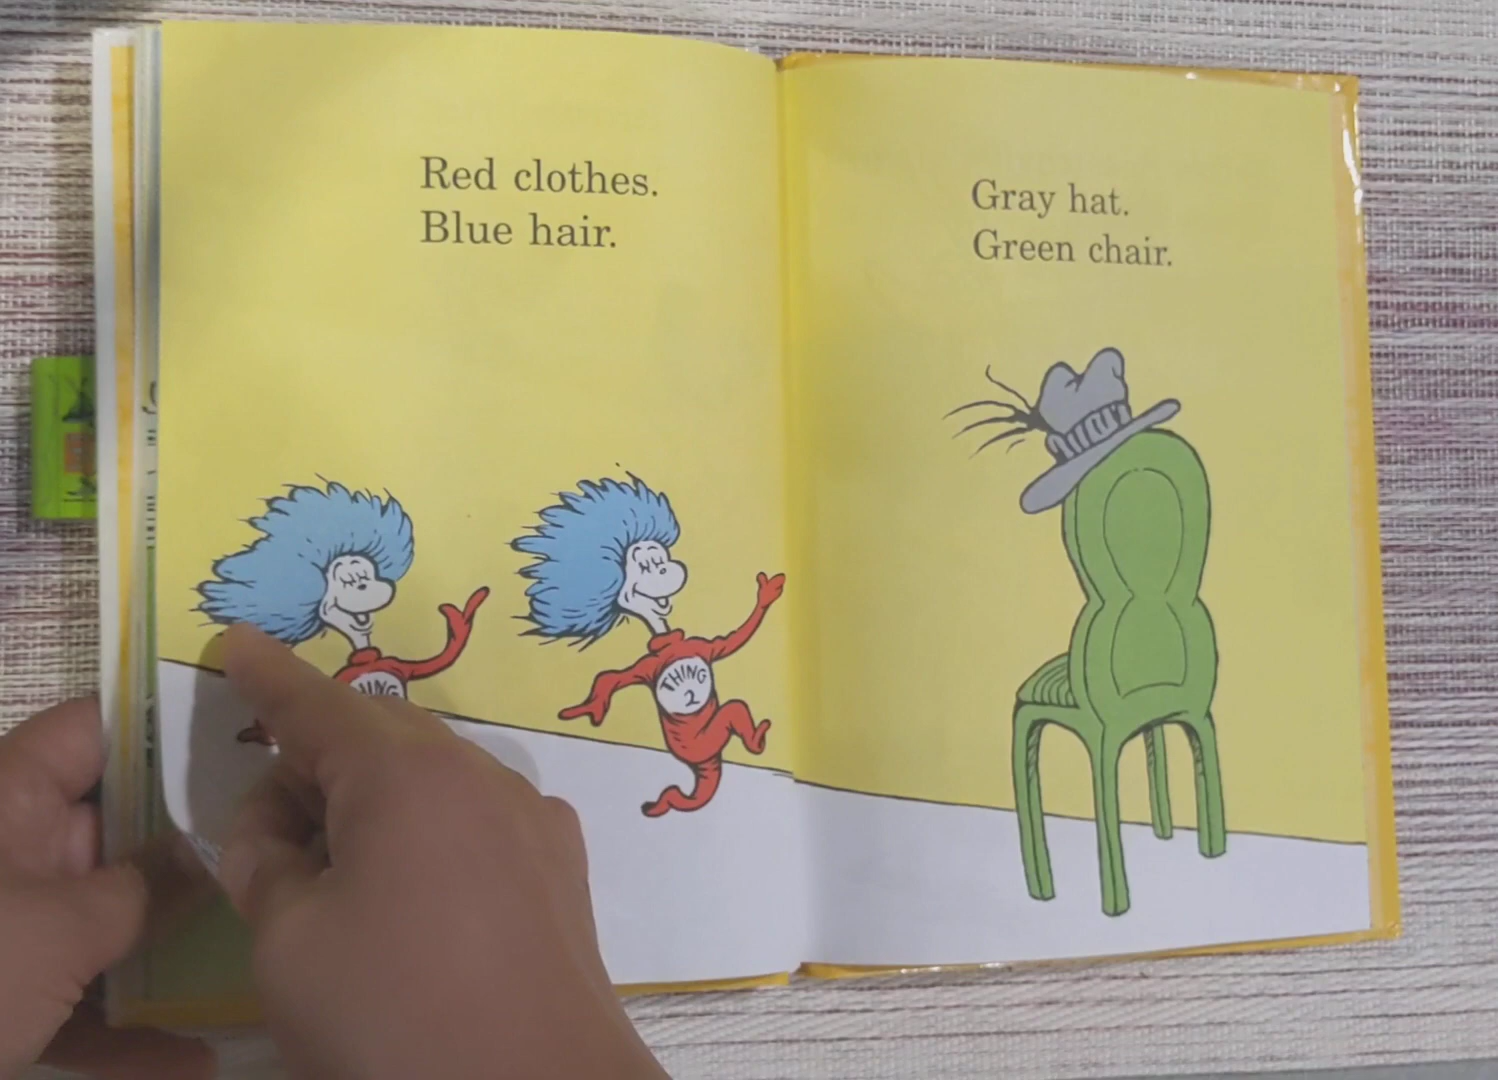 Red clothes.
Blue hair.
THING
2
Gray hat.
Green chair.